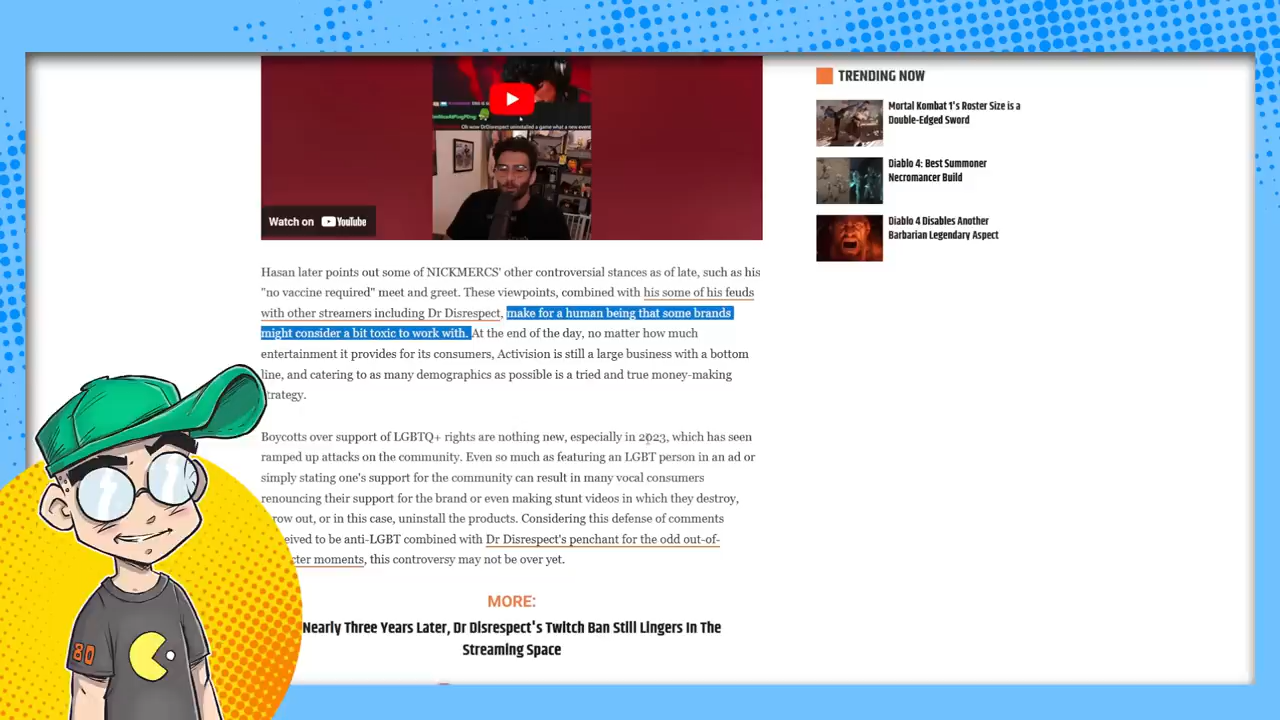 Oh wow DrDisrespect uninstalled a game what a new event
Watch on YouTube
Hasan later points out some of NICKMERCS' other controversial stances as of late, such as his
"no vaccine required" meet and greet. These viewpoints, combined with his some of his feuds
with other streamers including Dr Disrespect, make for a human being that some brands
might consider a bit toxic to work with. At the end of the day, no matter how much
entertainment it provides for its consumers, Activision is still a large business with a bottom
line, and catering to as many demographics as possible is a tried and true money-making
trategy.
Boycotts over support of LGBTQ+ rights are nothing new, especially in 2023, which has seen
ramped up attacks on the community. Even so much as featuring an LGBT person in an ad or
simply stating one's support for the community can result in many vocal consumers
renouncing their support for the brand or even making stunt videos in which they destroy,
row out, or in this case, uninstall the products. Considering this defense of comments
eived to be anti-LGBT combined with Dr Disrespect's penchant for the odd out-of-
cter moments, this controversy may not be over yet.
MORE:
Nearly Three Years Later, Dr Disrespect's Twitch Ban Still Lingers In The
Streaming Space
TRENDING NOW
Mortal Kombat 1's Roster Size is a
Double-Edged Sword
Diablo 4: Best Summoner
Necromancer Build
Diablo 4 Disables Another
Barbarian Legendary Aspect
80